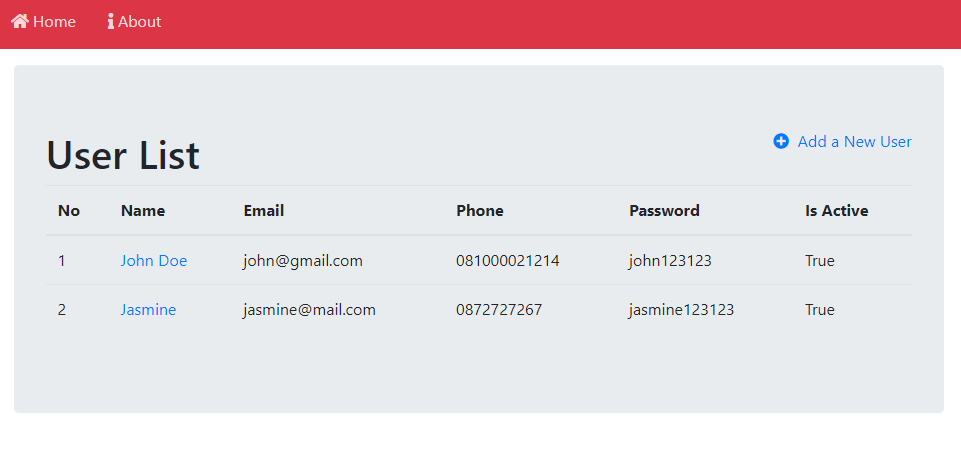 Home About
User List
Add a New User
No Name Email Phone Password Is Active
1 John Doe john@gmail.com 081000021214 john123123 True
2 Jasmine jasmine@mail.com 0872727267 jasmine123123 True